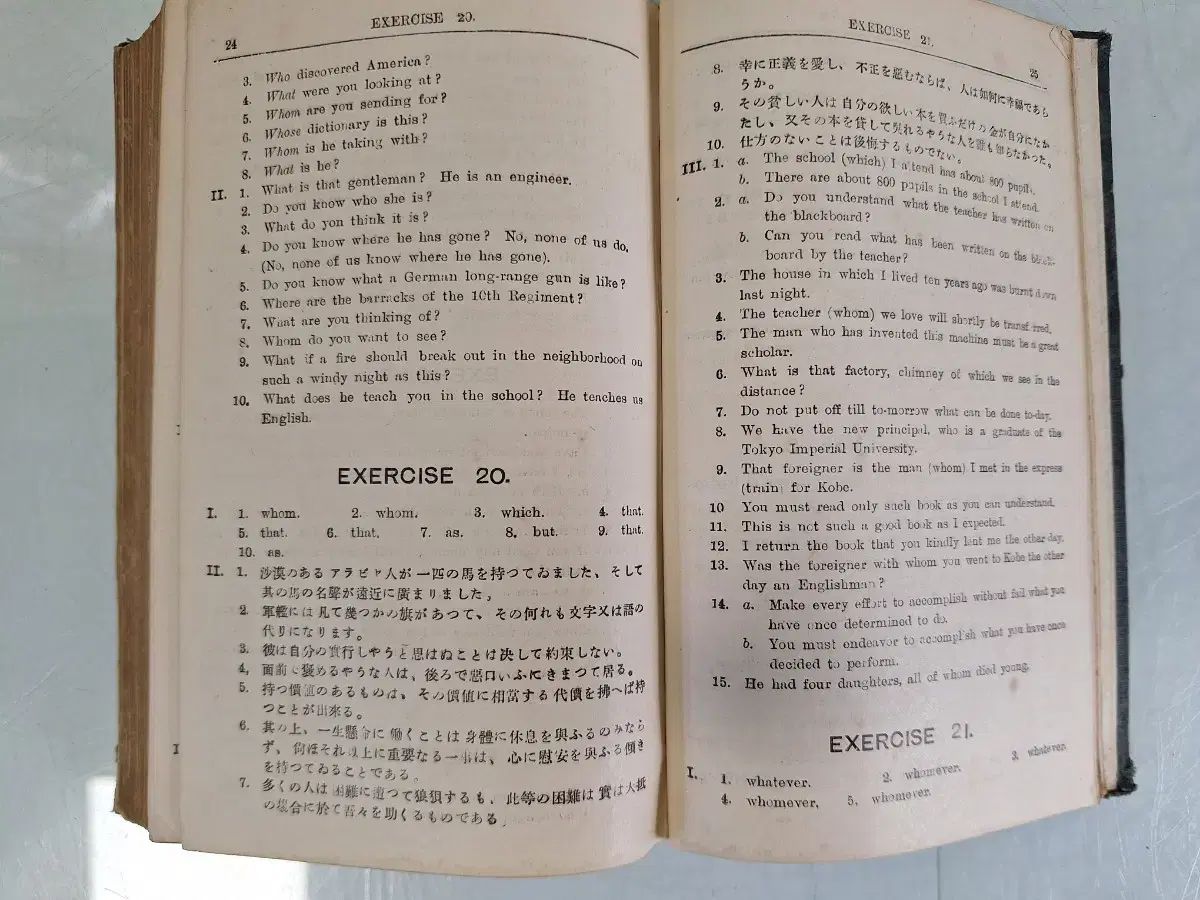 EXERCISE 20.
24
3. Who discovered America?
4. What were you looking at?
5. Whom are you sending for?
6. Whose dictionary is this?
7. Whom is he taking with?
8. What is he?
II. 1. What is that gentleman? He is an engineer.
2. Do you know who she is?
3. What do you think it is?
4. Do you know where he has gone? No, none of us do.
(No, none of us know where he has gone).
5. Do you know what a German long-range gun is like?
6. Where are the barracks of the 10th Regiment?
7. What are you thinking of?
8. Whom do you want to see?
9. What if a fire should break out in the neighborhood on
such a windy night as this?
10. What does he teach you in the school? He teaches us
English.
EXERCISE 20.
I. 1. whom. 2. whom. 3. which. 4. that.
5. that. 6. that. 7. as. 8. but. 9. that.
10. as.
II. 1. 沙漠のあるアラビヤ人が一匹の馬を持つてゐました、そして
其の馬の名聲が遠近に廣まりました。
2. 軍艦には凡て幾つかの旗があつて、その何れも文字又は語の
代りになります。
3. 彼は自分の實行しやうと思はぬことは決して約束しない。
4. 面前で褒めるやうな人は、後ろで惡口いふにきまつて居る。
5. 持つ價値のあるものは、その價値に相當する代價を拂へば持
つことが出來る。
6. 其の上、一生懸命に働くことは身體に休息を與ふるのみなら
ず、尙ほそれ以上に重要なる一事は、心に慰安を與ふる傾き
を持つてゐることである。
7. 多くの人は困難に遭つて狼狽するも、此等の困難は實は大抵
の場合に於て吾々を助くるものである」
EXERCISE 21.
25
8. 幸に正義を愛し、不正を惡むならば、人は如何に幸福であら
うか。
9. その貧しい人は自分の欲しい本を買ふだけの金が自分になか
たし、又その本を貸して呉れるやうな人を誰も知らなかつた。
10. 仕方のないことは後悔するものでない。
III. 1. a. The school (which) I attend has about 800 pupils.
b. There are about 800 pupils in the school I attend.
2. a. Do you understand what the teacher has written on
the blackboard?
b. Can you read what has been written on the black-
board by the teacher?
3. The house in which I lived ten years ago was burnt down
last night.
4. The teacher (whom) we love will shortly be transferred.
5. The man who has invented this machine must be a great
scholar.
6. What is that factory, chimney of which we see in the
distance?
7. Do not put off till to-morrow what can be done to-day.
8. We have the new principal, who is a graduate of the
Tokyo Imperial University.
9. That foreigner is the man (whom) I met in the express
(train) for Kobe.
10 You must read only such book as you can understand.
11. This is not such a good book as I expected.
12. I return the book that you kindly lent me the other day.
13. Was the foreigner with whom you went to Kobe the other
day an Englishman?
14. a. Make every effort to accomplish without fail what you
have once determined to do.
b. You must endeavor to accomplish what you have once
decided to perform.
15. He had four daughters, all of whom died young.
EXERCISE 21.
I. 1. whatever. 2. whomever. 3. whatever.
4. whomever, 5. whomever.